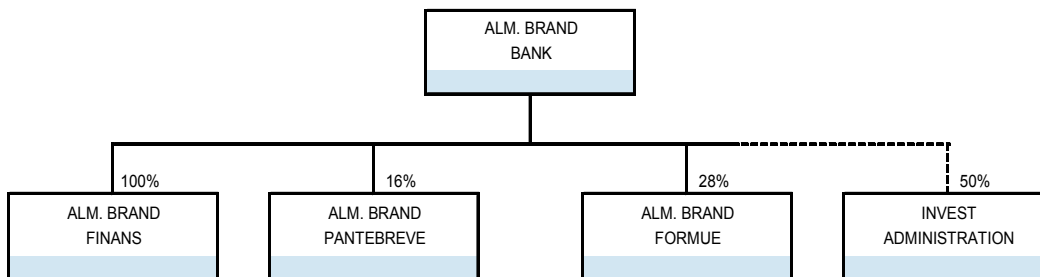 ALM. BRAND
BANK
100%
16%
28%
50%
ALM. BRAND
FINANS
ALM. BRAND
PANTEBREVE
ALM. BRAND
FORMUE
INVEST
ADMINISTRATION